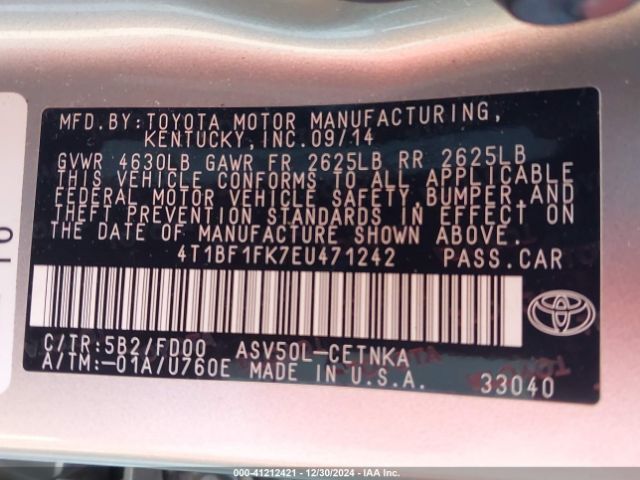 MFD.BY:TOYOTA MOTOR MANUFACTURING,
KENTUCKY,INC.09/14
GVWR 4630LB GAWR FR 2625LB RR 2625LB
THIS VEHICLE CONFORMS TO ALL APPLICABLE
FEDERAL MOTOR VEHICLE SAFETY,BUMPER,AND
THEFT PREVENTION STANDARDS IN EFFECT ON
THE DATE OF MANUFACTURE SHOWN ABOVE.
4T1BF1FK7EU471242 PASS.CAR
C/TR:5B2/FD00 ASV50L-CETNKA
A/TM:-01A/U760E MADE IN U.S.A. 33040
000-41212421 - 12/30/2024 - IAA Inc.